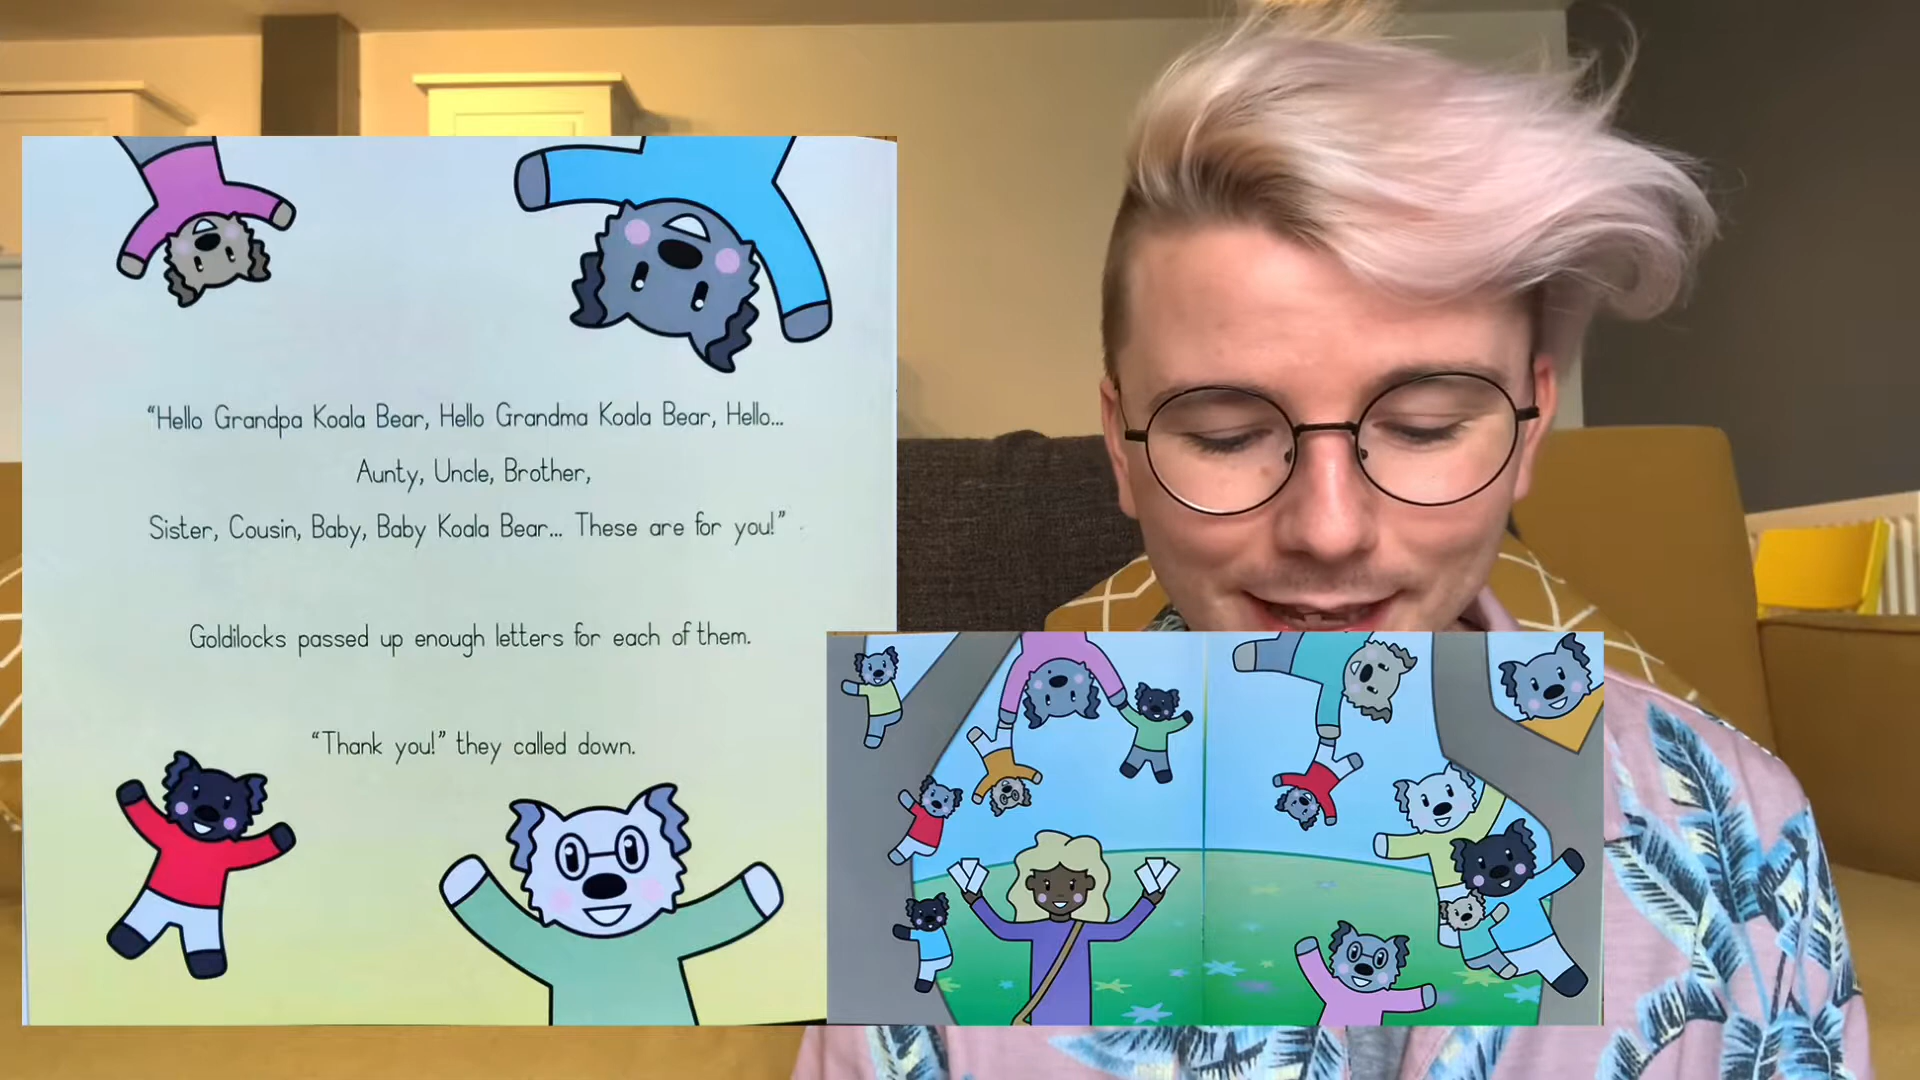 “Hello Grandpa Koala Bear, Hello Grandma Koala Bear, Hello...
Aunty, Uncle, Brother,
Sister, Cousin, Baby, Baby Koala Bear... These are for you!”
Goldilocks passed up enough letters for each of them.
“Thank you!” they called down.